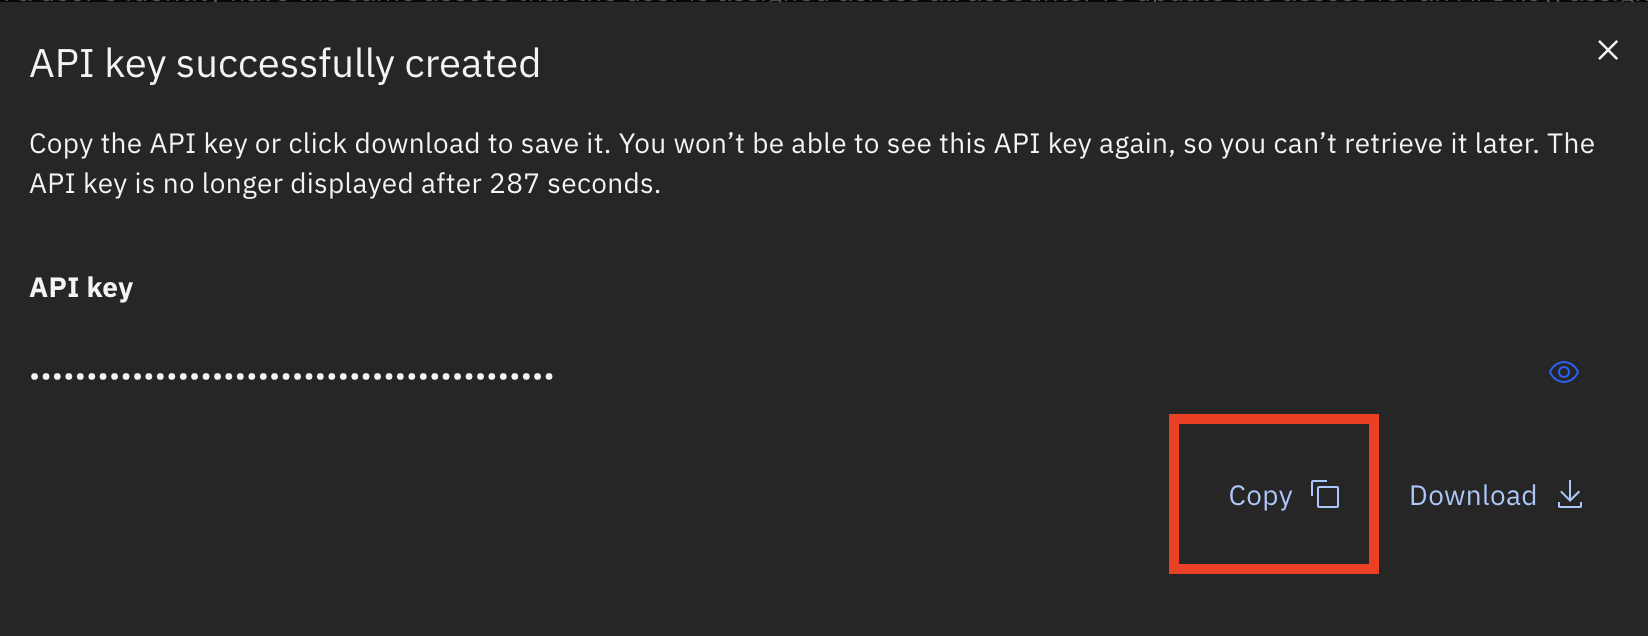 API key successfully created
Copy the API key or click download to save it. You won’t be able to see this API key again, so you can’t retrieve it later. The
API key is no longer displayed after 287 seconds.
API key
••••••••••••••••••••••••••••••••••••••••••••••
Copy
Download